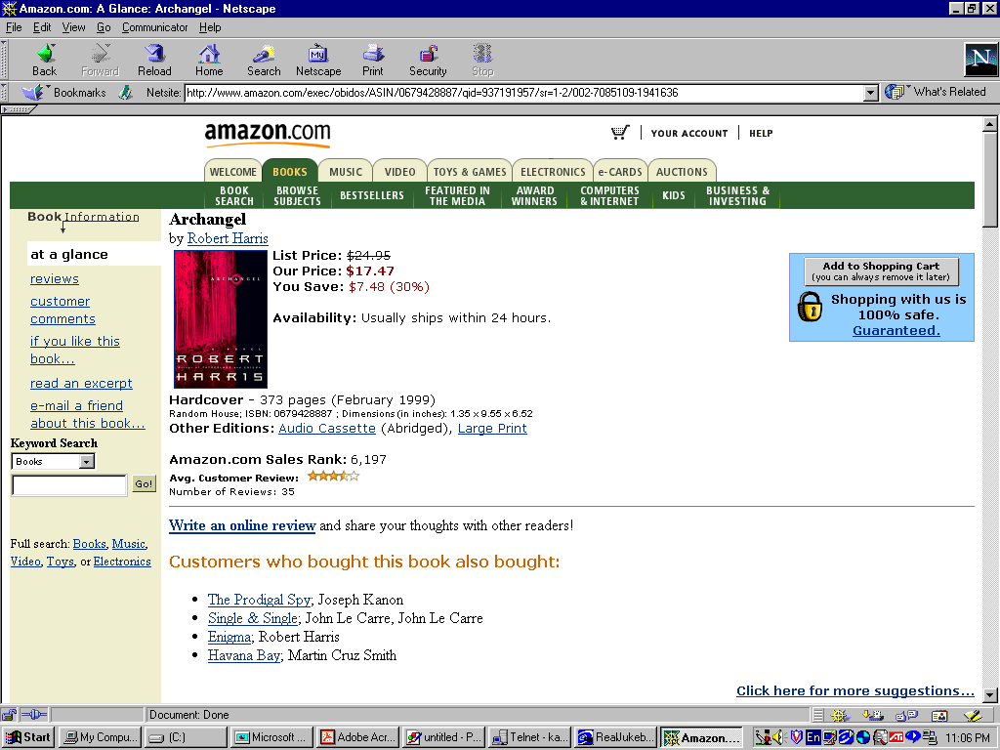 Amazon.com: A Glance: Archangel - Netscape
File Edit View Go Communicator Help
Back Forward Reload Home Search Netscape Print Security Stop
My
N
Bookmarks Netsite: http://www.amazon.com/exec/obidos/ASIN/0679428887/qid=937191957/sr=1-2/002-7085109-1941636 What's Related
amazon.com YOUR ACCOUNT HELP
WELCOME BOOKS MUSIC VIDEO TOYS & GAMES ELECTRONICS e-CARDS AUCTIONS
BOOK SEARCH BROWSE SUBJECTS BESTSELLERS FEATURED IN THE MEDIA AWARD WINNERS COMPUTERS & INTERNET KIDS BUSINESS & INVESTING
Book Information
at a glance
reviews
customer
comments
if you like this
book...
read an excerpt
e-mail a friend
about this book...
Keyword Search
Books
Go!
Full search: Books, Music,
Video, Toys, or Electronics
Archangel
by Robert Harris
ARCHANGEL
A NOVEL
ROBERT
HARRIS
List Price: $24.95
Our Price: $17.47
You Save: $7.48 (30%)
Availability: Usually ships within 24 hours.
Add to Shopping Cart
(you can always remove it later)
Shopping with us is
100% safe.
Guaranteed.
Hardcover - 373 pages (February 1999)
Random House; ISBN: 0679428887 ; Dimensions (in inches): 1.35 x 9.55 x 6.52
Other Editions: Audio Cassette (Abridged), Large Print
Amazon.com Sales Rank: 6,197
Avg. Customer Review:
Number of Reviews: 35
Write an online review and share your thoughts with other readers!
Customers who bought this book also bought:
The Prodigal Spy; Joseph Kanon
Single & Single; John Le Carre, John Le Carre
Enigma; Robert Harris
Havana Bay; Martin Cruz Smith
Click here for more suggestions...
Document: Done
Start My Compu... (C:) Microsoft ... Adobe Acr... untitled - P... Telnet - ka... RealJukeb... Amazon.... En ATI 11:06 PM